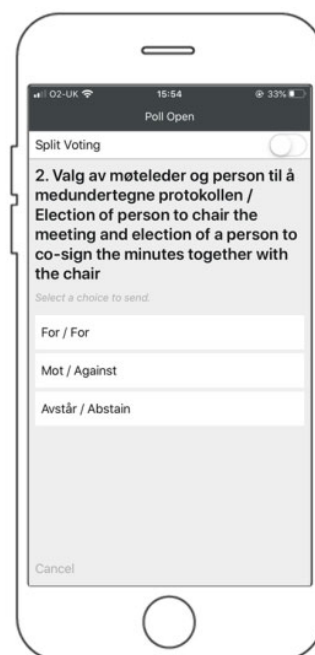 O2-UK 15:54 33%
Poll Open
Split Voting
2. Valg av møteleder og person til å
medundertegne protokollen /
Election of person to chair the
meeting and election of a person to
co-sign the minutes together with
the chair
Select a choice to send.
For / For
Mot / Against
Avstår / Abstain
Cancel